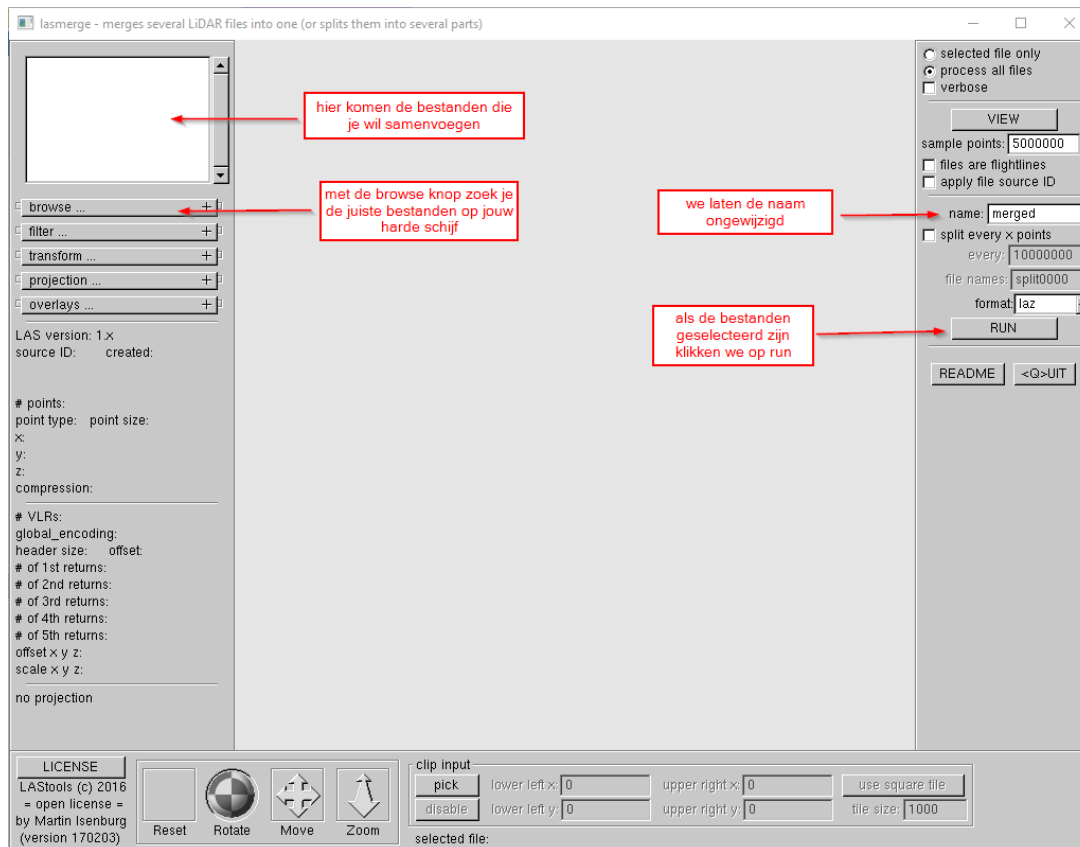 lasmerge - merges several LiDAR files into one (or splits them into several parts)
hier komen de bestanden die
je wil samenvoegen
met de browse knop zoek je
de juiste bestanden op jouw
harde schijf
browse ...
filter ...
transform ...
projection ...
overlays ...
LAS version: 1.x
source ID: created:
# points:
point type: point size:
x:
y:
z:
compression:
# VLRs:
global_encoding:
header size: offset:
# of 1st returns:
# of 2nd returns:
# of 3rd returns:
# of 4th returns:
# of 5th returns:
offset x y z:
scale x y z:
no projection
we laten de naam
ongewijzigd
als de bestanden
geselecteerd zijn
klikken we op run
selected file only
process all files
verbose
VIEW
sample points: 5000000
files are flightlines
apply file source ID
name: merged
split every x points
every: 10000000
file names: split0000
format: laz
RUN
README <Q>UIT
LICENSE
LAStools (c) 2016
= open license =
by Martin Isenburg
(version 170203)
Reset Rotate Move Zoom
clip input
pick lower left x: 0 upper right x: 0 use square tile
disable lower left y: 0 upper right y: 0 tile size: 1000
selected file: